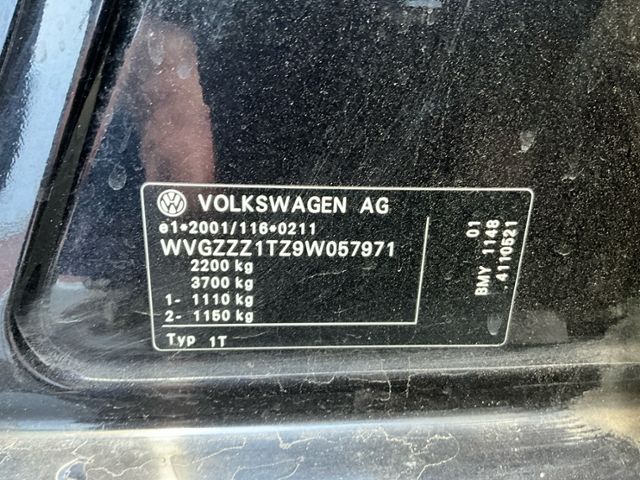 VOLKSWAGEN AG
e1*2001/116*0211
WVGZZZ1TZ9W057971
2200 kg
3700 kg
1- 1110 kg
2- 1150 kg
Typ 1T
01
BMY 1148
.4110521